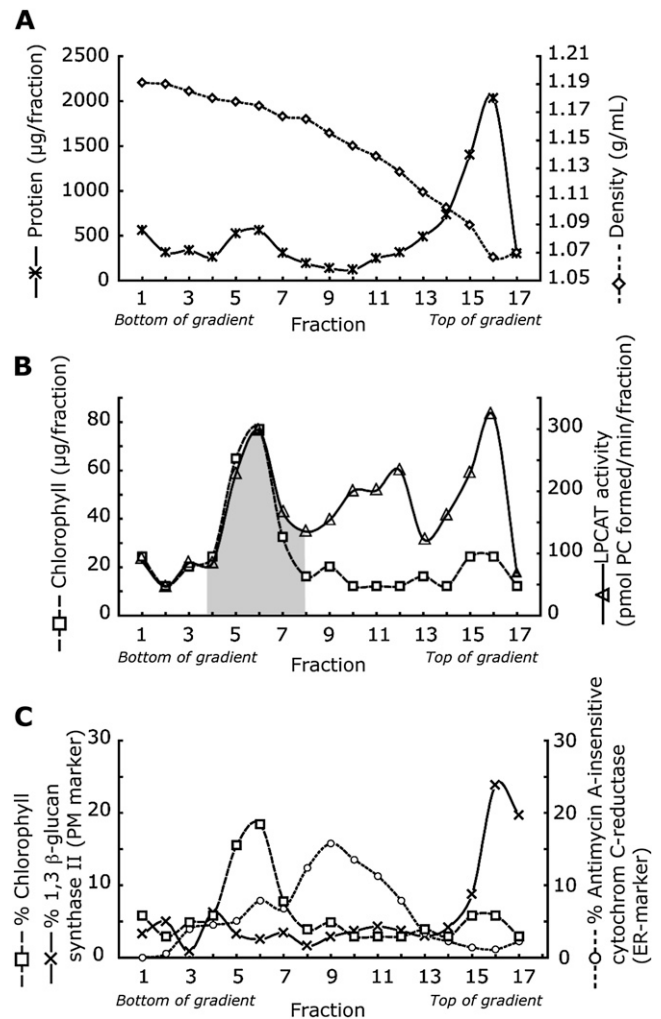 A
Protien (μg/fraction)
2500
2000
1500
1000
500
0
1.21
1.19
1.17
1.15
1.13
1.11
1.09
1.07
1.05
Density (g/mL)
1 3 5 7 9 11 13 15 17
Bottom of gradient Fraction Top of gradient
B
Chlorophyll (μg/fraction)
80
60
40
20
0
300
200
100
0
LPCAT activity
(pmol PC formed/min/fraction)
1 3 5 7 9 11 13 15 17
Bottom of gradient Fraction Top of gradient
C
% Chlorophyll
% 1,3 β-glucan
synthase II (PM marker)
30
20
10
0
30
20
10
0
% Antimycin A-insensitive
cytochrom C-reductase
(ER-marker)
1 3 5 7 9 11 13 15 17
Bottom of gradient Fraction Top of gradient